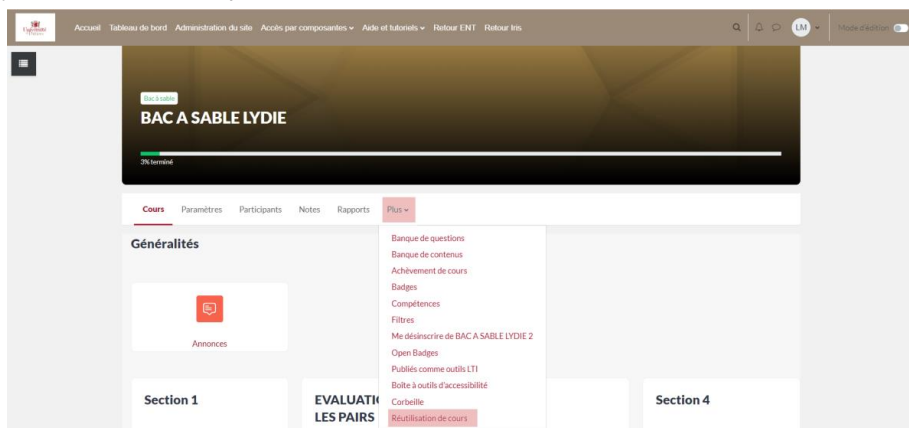 Accueil Tableau de bord Administration du site Accès par composantes Aide et tutoriels Retour ENT Retour Iris LM Mode d'édition
Bac à sable
BAC A SABLE LYDIE
3% terminé
Cours Paramètres Participants Notes Rapports Plus
Généralités
Banque de questions
Banque de contenus
Achèvement de cours
Badges
Compétences
Filtres
Me désinscrire de BAC A SABLE LYDIE 2
Open Badges
Publiés comme outils LTI
Boîte à outils d'accessibilité
Corbeille
Réutilisation de cours
Annonces
Section 1
EVALUATI
LES PAIRS
Section 4